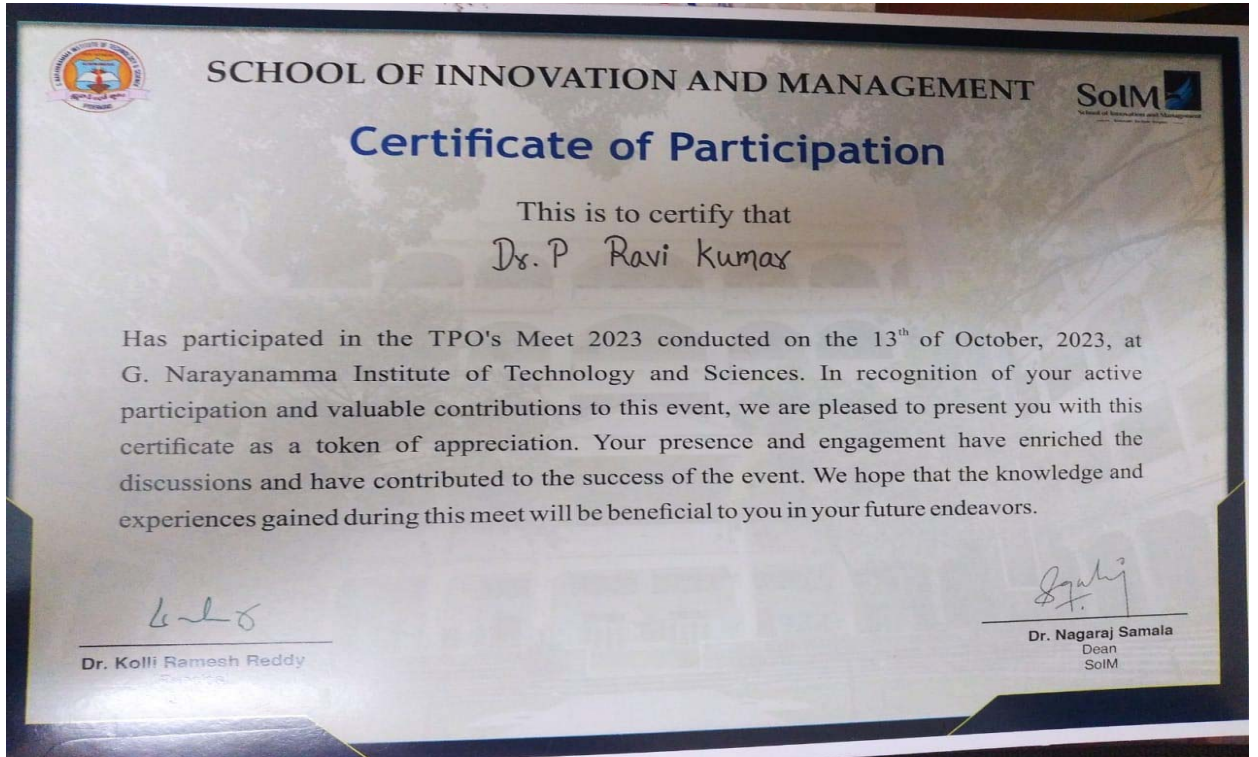 SCHOOL OF INNOVATION AND MANAGEMENT
SoIM
School of Innovation and Management
Certificate of Participation
This is to certify that
Dr. P Ravi Kumar
Has participated in the TPO's Meet 2023 conducted on the 13th of October, 2023, at
G. Narayanamma Institute of Technology and Sciences. In recognition of your active
participation and valuable contributions to this event, we are pleased to present you with this
certificate as a token of appreciation. Your presence and engagement have enriched the
discussions and have contributed to the success of the event. We hope that the knowledge and
experiences gained during this meet will be beneficial to you in your future endeavors.
Dr. Kolli Ramesh Reddy
Dr. Nagaraj Samala
Dean
SoIM